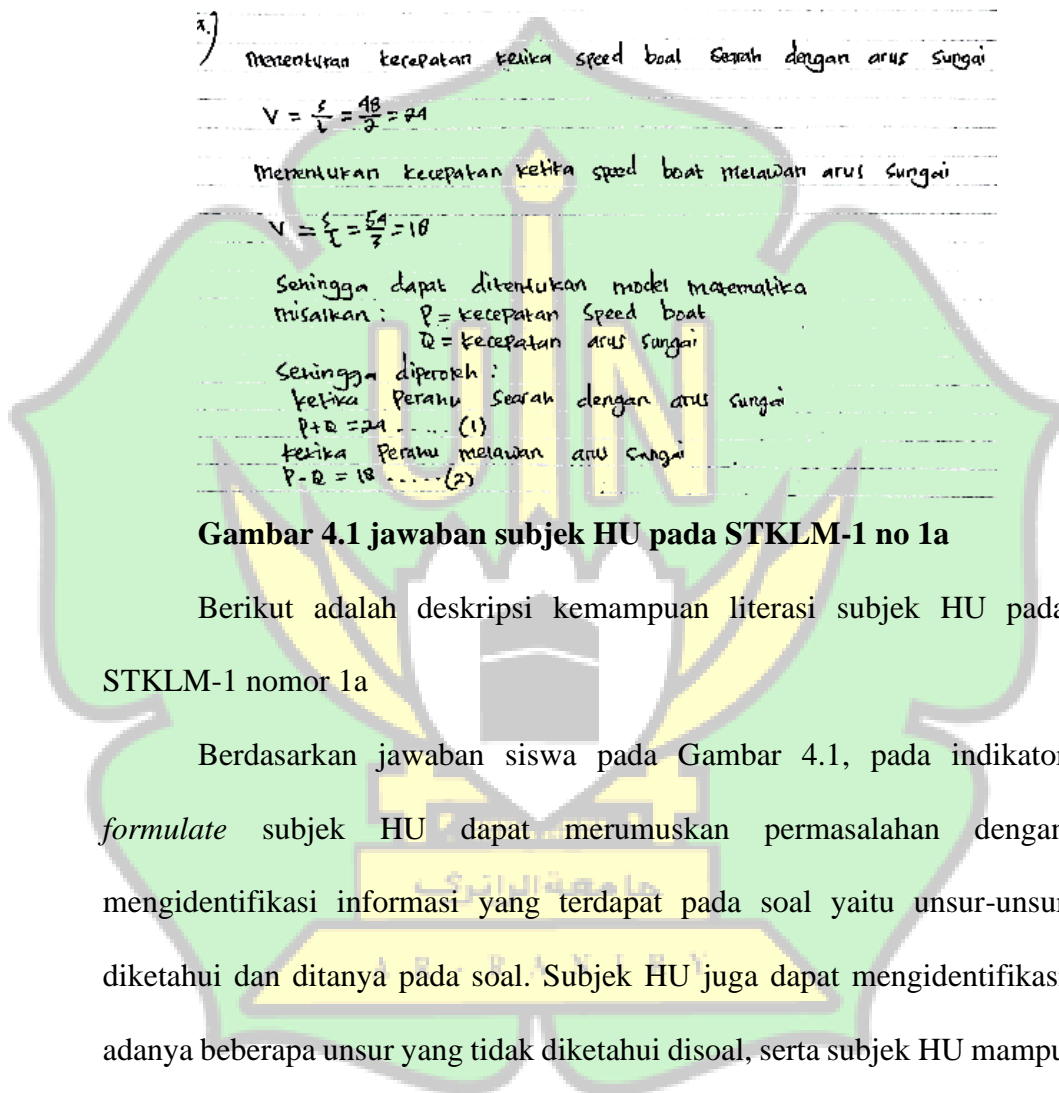 a.)
Menentukan kecepatan ketika speed boat searah dengan arus sungai
V = s/t = 48/2 = 24
Menentukan kecepatan ketika speed boat melawan arus sungai
V = s/t = 54/3 = 18
Sehingga dapat ditentukan model matematika
misalkan : P = kecepatan speed boat
Q = kecepatan arus sungai
Sehingga diperoleh :
ketika Perahu Searah dengan arus sungai
P+Q = 24 ..... (1)
ketika Perahu melawan arus sungai
P-Q = 18 ..... (2)
Gambar 4.1 jawaban subjek HU pada STKLM-1 no 1a
Berikut adalah deskripsi kemampuan literasi subjek HU pada
STKLM-1 nomor 1a
Berdasarkan jawaban siswa pada Gambar 4.1, pada indikator
formulate subjek HU dapat merumuskan permasalahan dengan
mengidentifikasi informasi yang terdapat pada soal yaitu unsur-unsur
diketahui dan ditanya pada soal. Subjek HU juga dapat mengidentifikasi
adanya beberapa unsur yang tidak diketahui disoal, serta subjek HU mampu
UIN
جامعة الرانري
AR-RANIRY